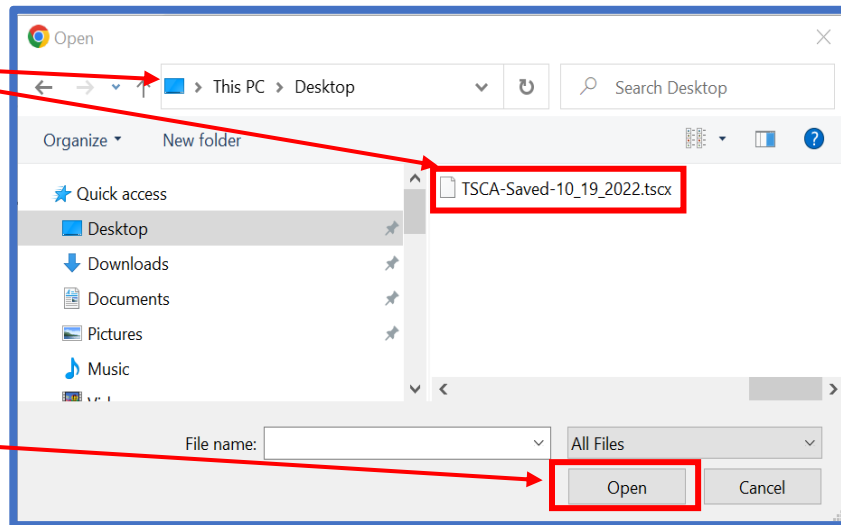 Open
This PC > Desktop
Search Desktop
Organize
New folder
Quick access
TSCA-Saved-10_19_2022.tscx
Desktop
Downloads
Documents
Pictures
Music
File name:
All Files
Open
Cancel